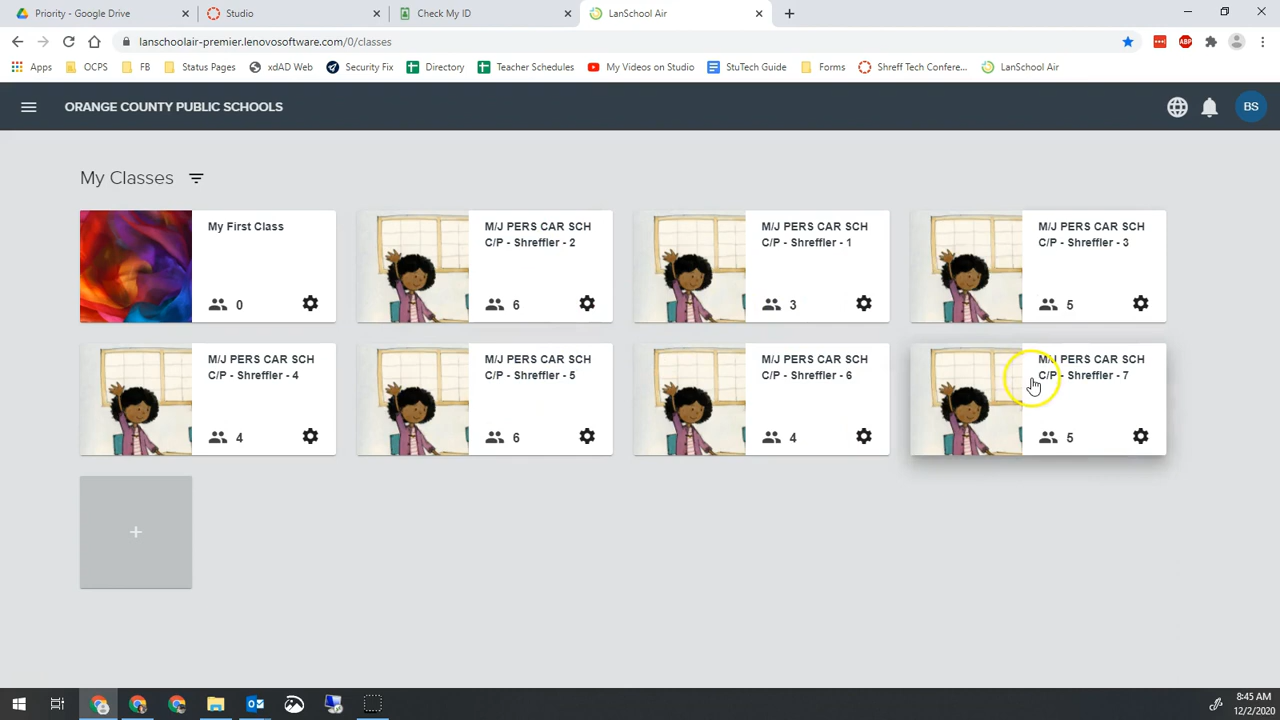 Priority - Google Drive
Studio
Check My ID
LanSchool Air
lanschoolair-premier.lenovosoftware.com/0/classes
ABP
Apps
OCPS
FB
Status Pages
xdAD Web
Security Fix
Directory
Teacher Schedules
My Videos on Studio
StuTech Guide
Forms
Shreff Tech Confere...
LanSchool Air
ORANGE COUNTY PUBLIC SCHOOLS
BS
My Classes
My First Class
0
M/J PERS CAR SCH
C/P - Shreffler - 2
6
M/J PERS CAR SCH
C/P - Shreffler - 1
3
M/J PERS CAR SCH
C/P - Shreffler - 3
5
M/J PERS CAR SCH
C/P - Shreffler - 4
4
M/J PERS CAR SCH
C/P - Shreffler - 5
6
M/J PERS CAR SCH
C/P - Shreffler - 6
4
M/J PERS CAR SCH
C/P - Shreffler - 7
5
+
8:45 AM
12/2/2020